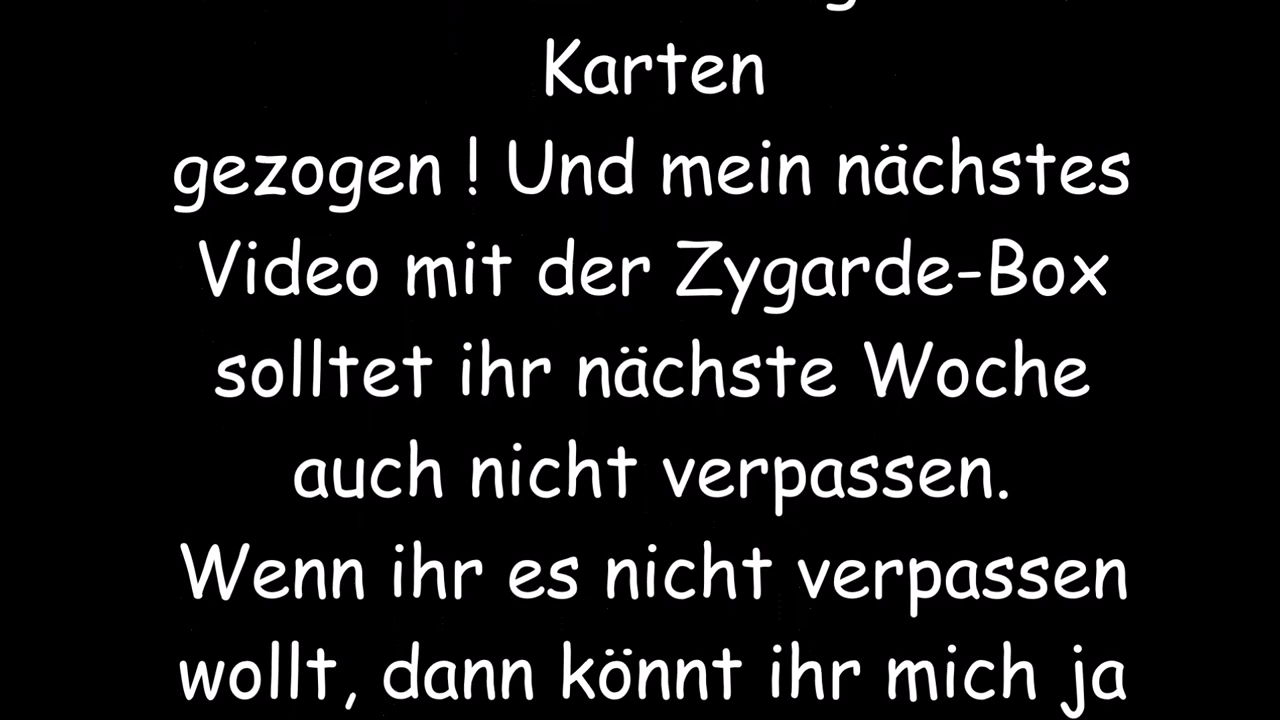 Karten
gezogen ! Und mein nächstes
Video mit der Zygarde-Box
solltet ihr nächste Woche
auch nicht verpassen.
Wenn ihr es nicht verpassen
wollt, dann könnt ihr mich ja